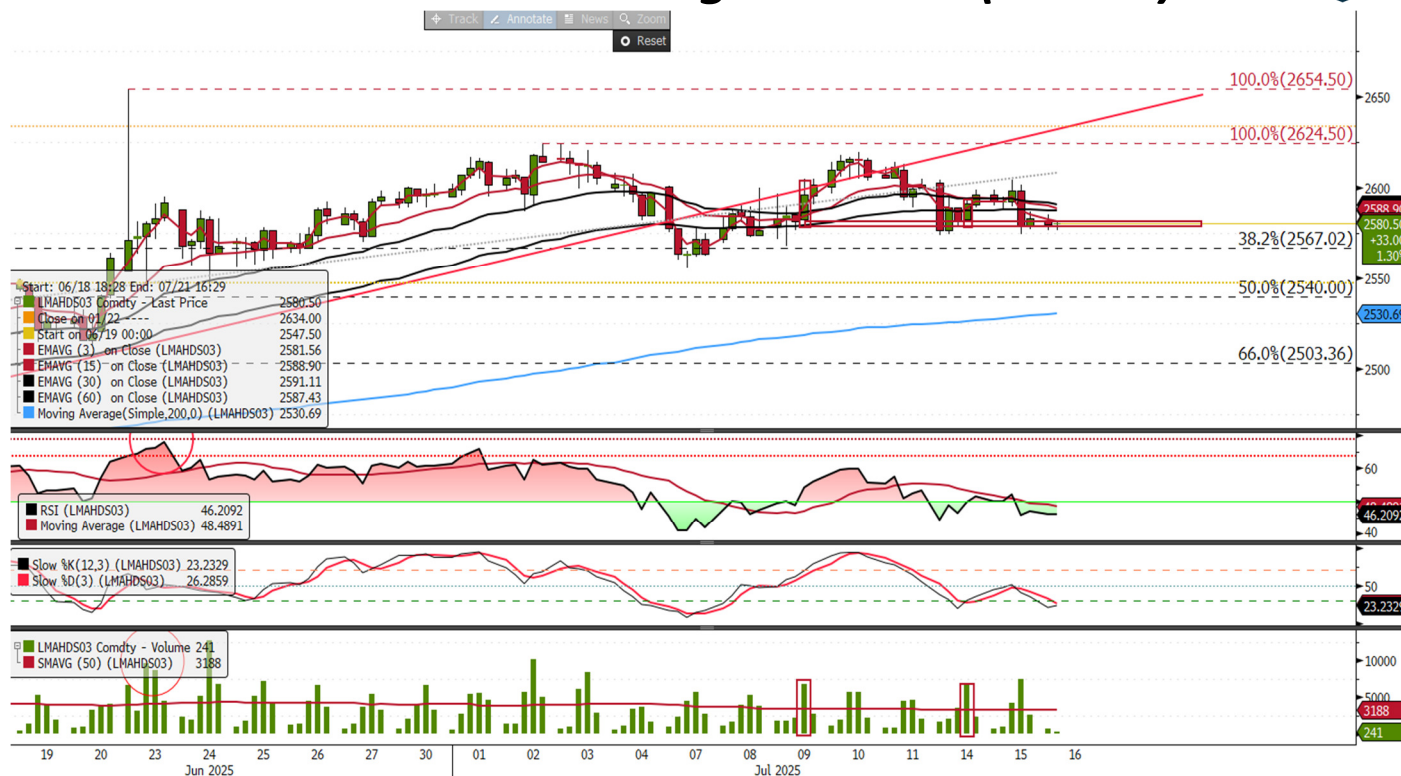 Track Annotate News Zoom
Reset
100.0%(2654.50)
2650
100.0%(2624.50)
2600
2588.90
2580.50
+33.00
1.30%
38.2%(2567.02)
2550
50.0%(2540.00)
2530.69
66.0%(2503.36)
2500
Start: 06/18 18:28 End: 07/21 16:29
LMAHDS03 Comdty - Last Price 2580.50
Close on 01/22 ---- 2634.00
Start on 06/19 00:00 2547.50
EMAVG (3) on Close (LMAHDS03) 2581.56
EMAVG (15) on Close (LMAHDS03) 2588.90
EMAVG (30) on Close (LMAHDS03) 2591.11
EMAVG (60) on Close (LMAHDS03) 2587.43
Moving Average(Simple,200,0) (LMAHDS03) 2530.69
60
RSI (LMAHDS03) 46.2092
Moving Average (LMAHDS03) 48.4891
46.2092
40
Slow %K(12,3) (LMAHDS03) 23.2329
Slow %D(3) (LMAHDS03) 26.2859
50
23.2329
LMAHDS03 Comdty - Volume 241
SMAVG (50) (LMAHDS03) 3188
10000
5000
3188
241
19 20 23 24 25 26 27 30 01 02 03 04 07 08 09 10 11 14 15 16
Jun 2025 Jul 2025